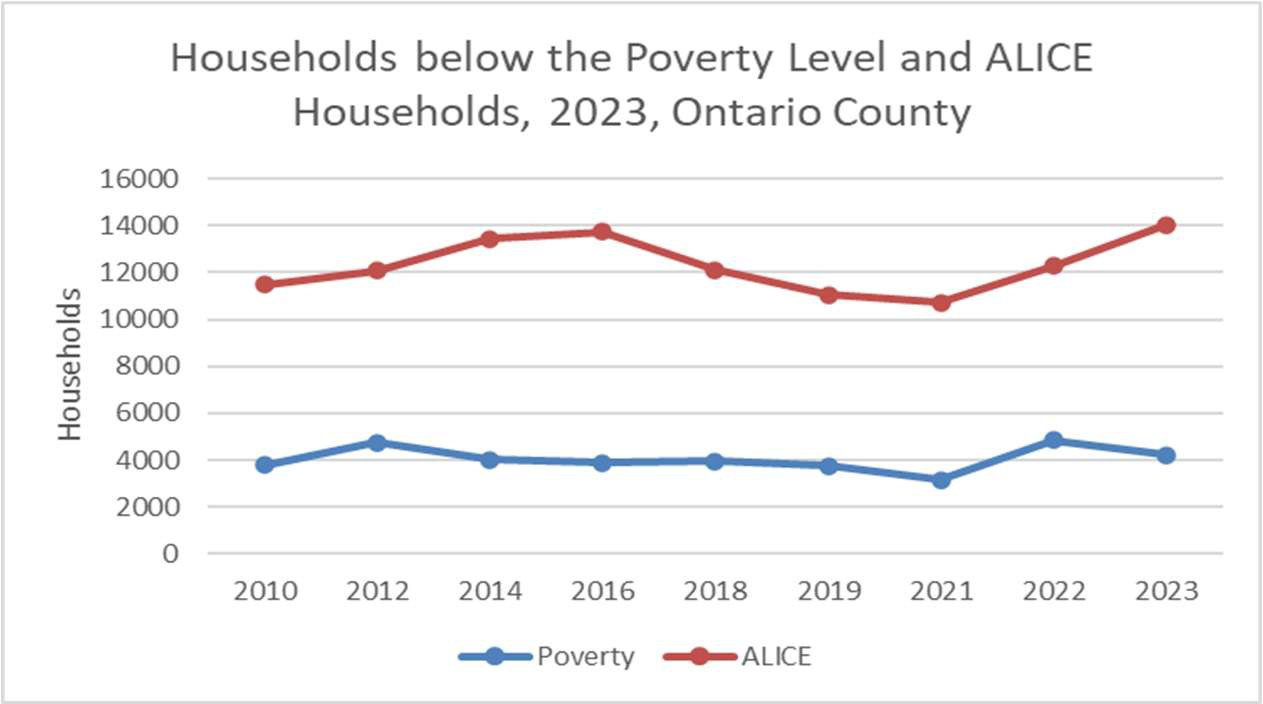 Households below the Poverty Level and ALICE
Households, 2023, Ontario County
16000
14000
12000
10000
8000
6000
4000
2000
0
Households
2010 2012 2014 2016 2018 2019 2021 2022 2023
Poverty ALICE